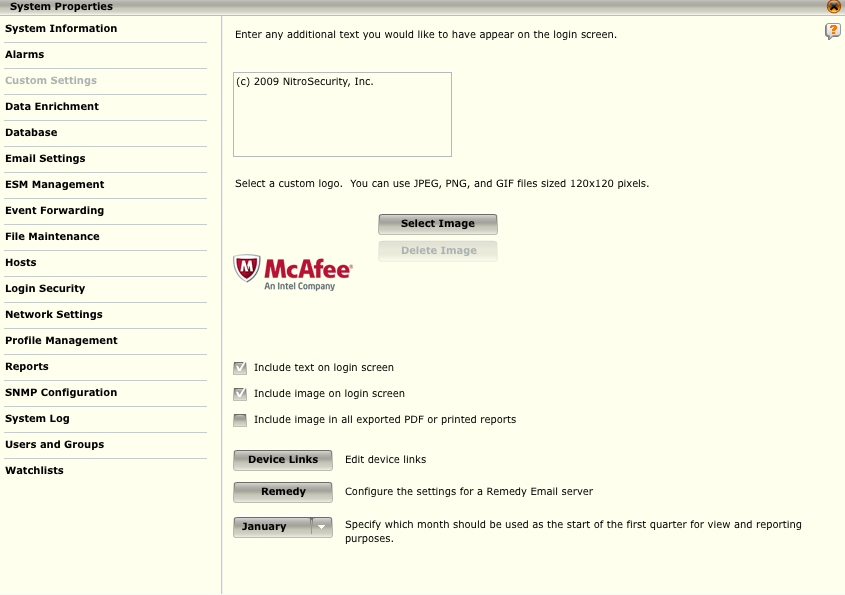 System Properties
System Information
Alarms
Custom Settings
Data Enrichment
Database
Email Settings
ESM Management
Event Forwarding
File Maintenance
Hosts
Login Security
Network Settings
Profile Management
Reports
SNMP Configuration
System Log
Users and Groups
Watchlists
Enter any additional text you would like to have appear on the login screen.
?
(c) 2009 NitroSecurity, Inc.
Select a custom logo.  You can use JPEG, PNG, and GIF files sized 120x120 pixels.
Select Image
Delete Image
McAfee®
An Intel Company
Include text on login screen
Include image on login screen
Include image in all exported PDF or printed reports
Device Links Edit device links
Remedy Configure the settings for a Remedy Email server
January Specify which month should be used as the start of the first quarter for view and reporting
purposes.